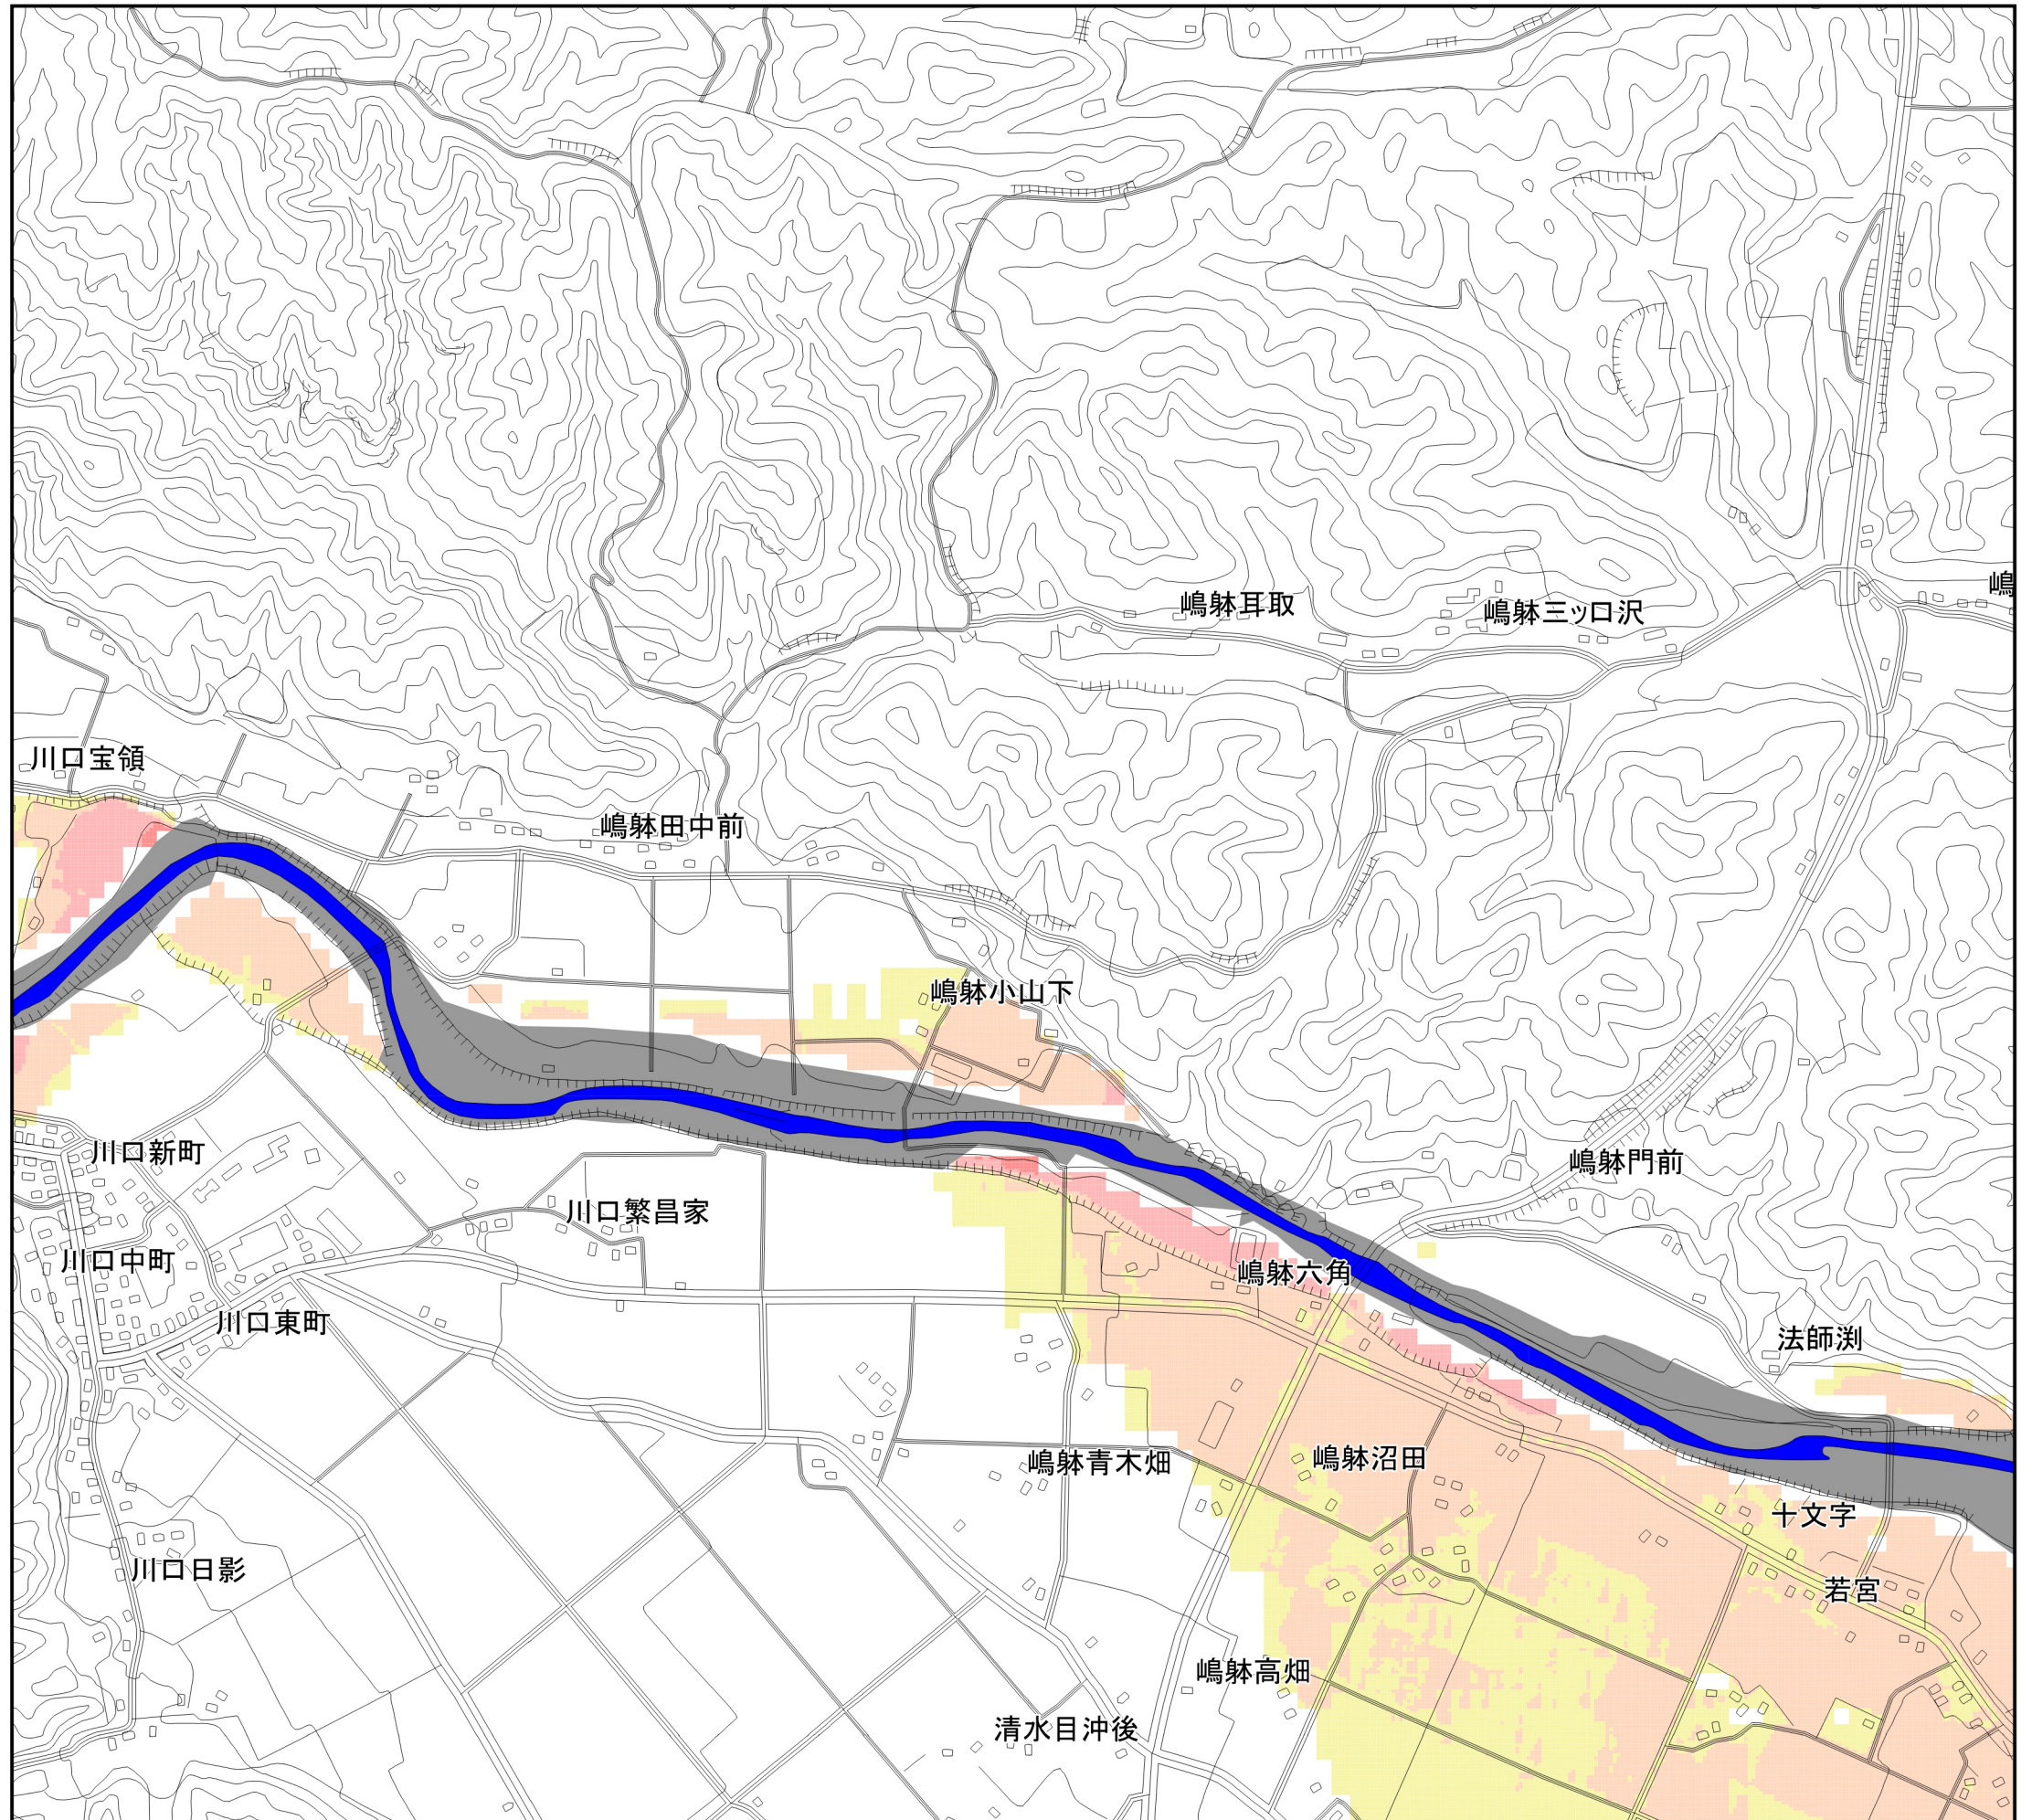 嶋躰耳取
嶋躰三ッ口沢
嶋
川口宝領
嶋躰田中前
嶋躰小山下
川口新町
嶋躰門前
川口繁昌家
川口中町
嶋躰六角
川口東町
法師渕
嶋躰青木畑
嶋躰沼田
十文字
川口日影
若宮
嶋躰高畑
清水目沖後